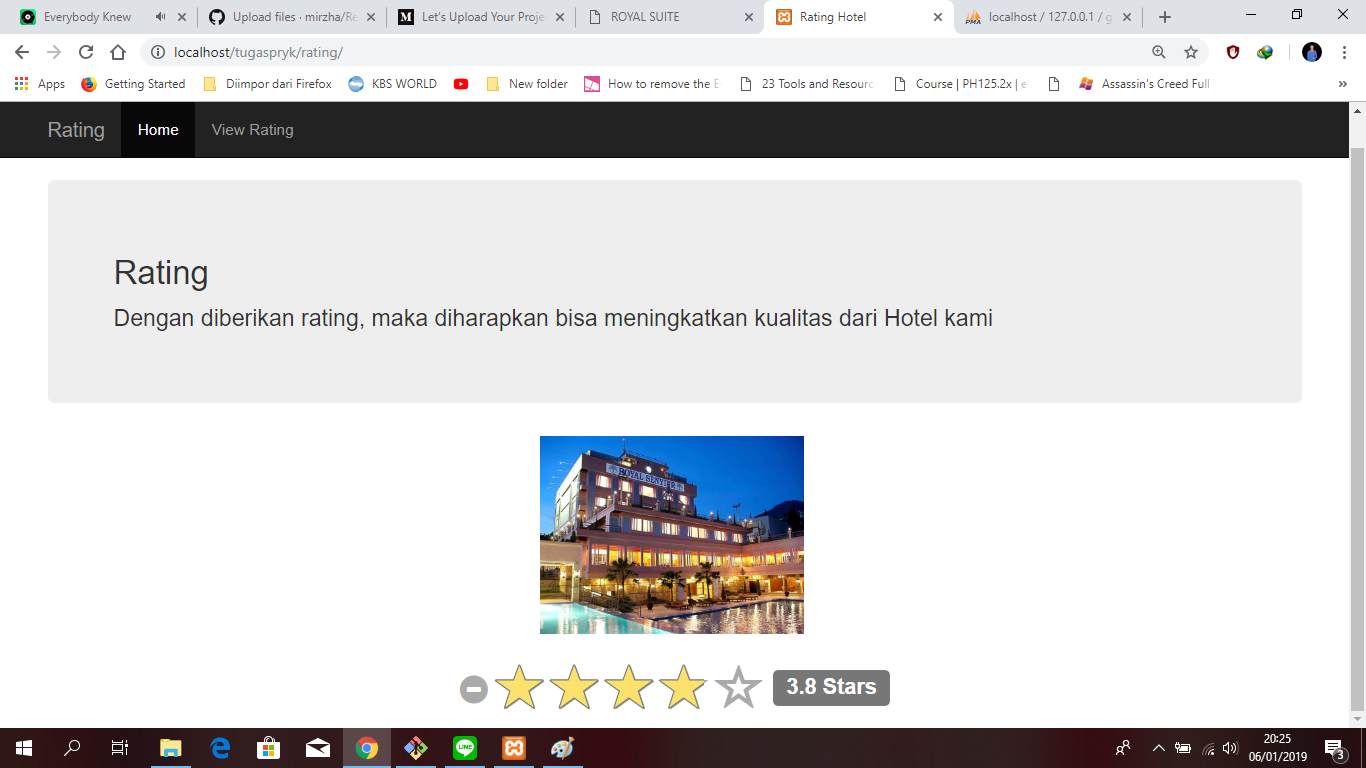 Everybody Knew
Upload files · mirzha/Re
Let's Upload Your Proje
ROYAL SUITE
Rating Hotel
localhost / 127.0.0.1 / g
localhost/tugaspryk/rating/
Apps
Getting Started
Diimpor dari Firefox
KBS WORLD
New folder
How to remove the E
23 Tools and Resourc
Course | PH125.2x | e
Assassin's Creed Full
»
Rating
Home
View Rating
Rating
Dengan diberikan rating, maka diharapkan bisa meningkatkan kualitas dari Hotel kami
3.8 Stars
20:25
06/01/2019
3